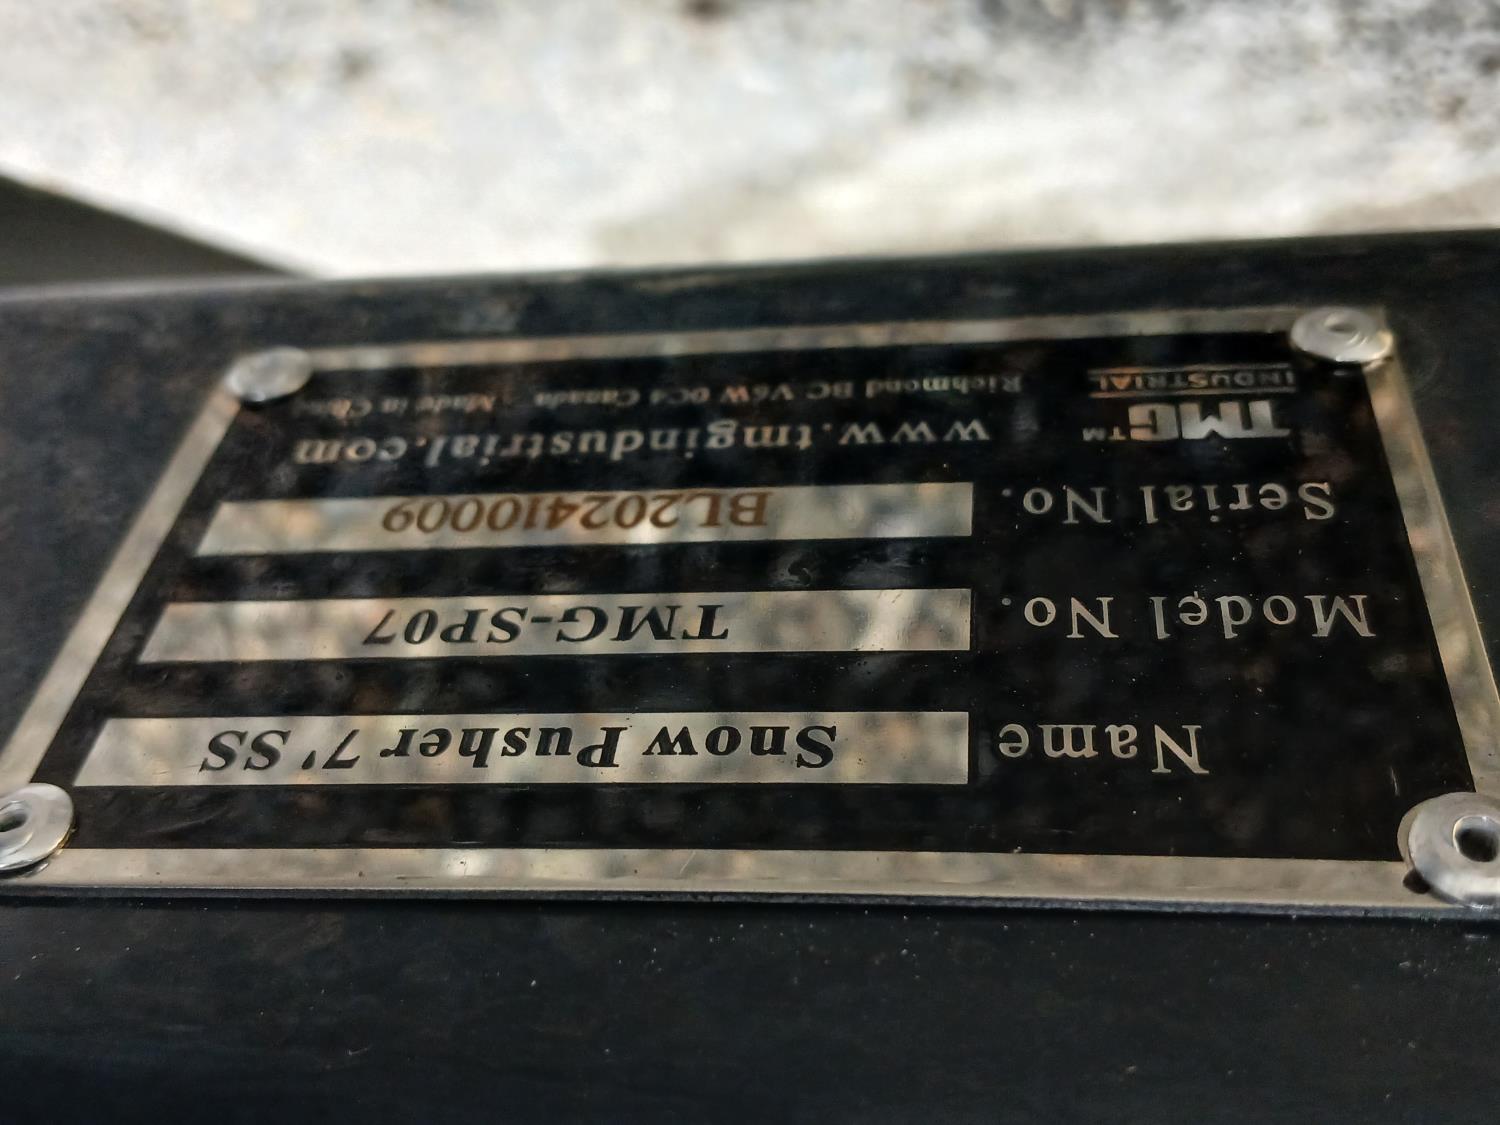 Name Snow Pusher 7' SS
Model No. TMG-SP07
Serial No. BL202410009
TMG™ www.tmgindustrial.com
INDUSTRIAL Richmond BC V6W 0C4 Canada Made in China